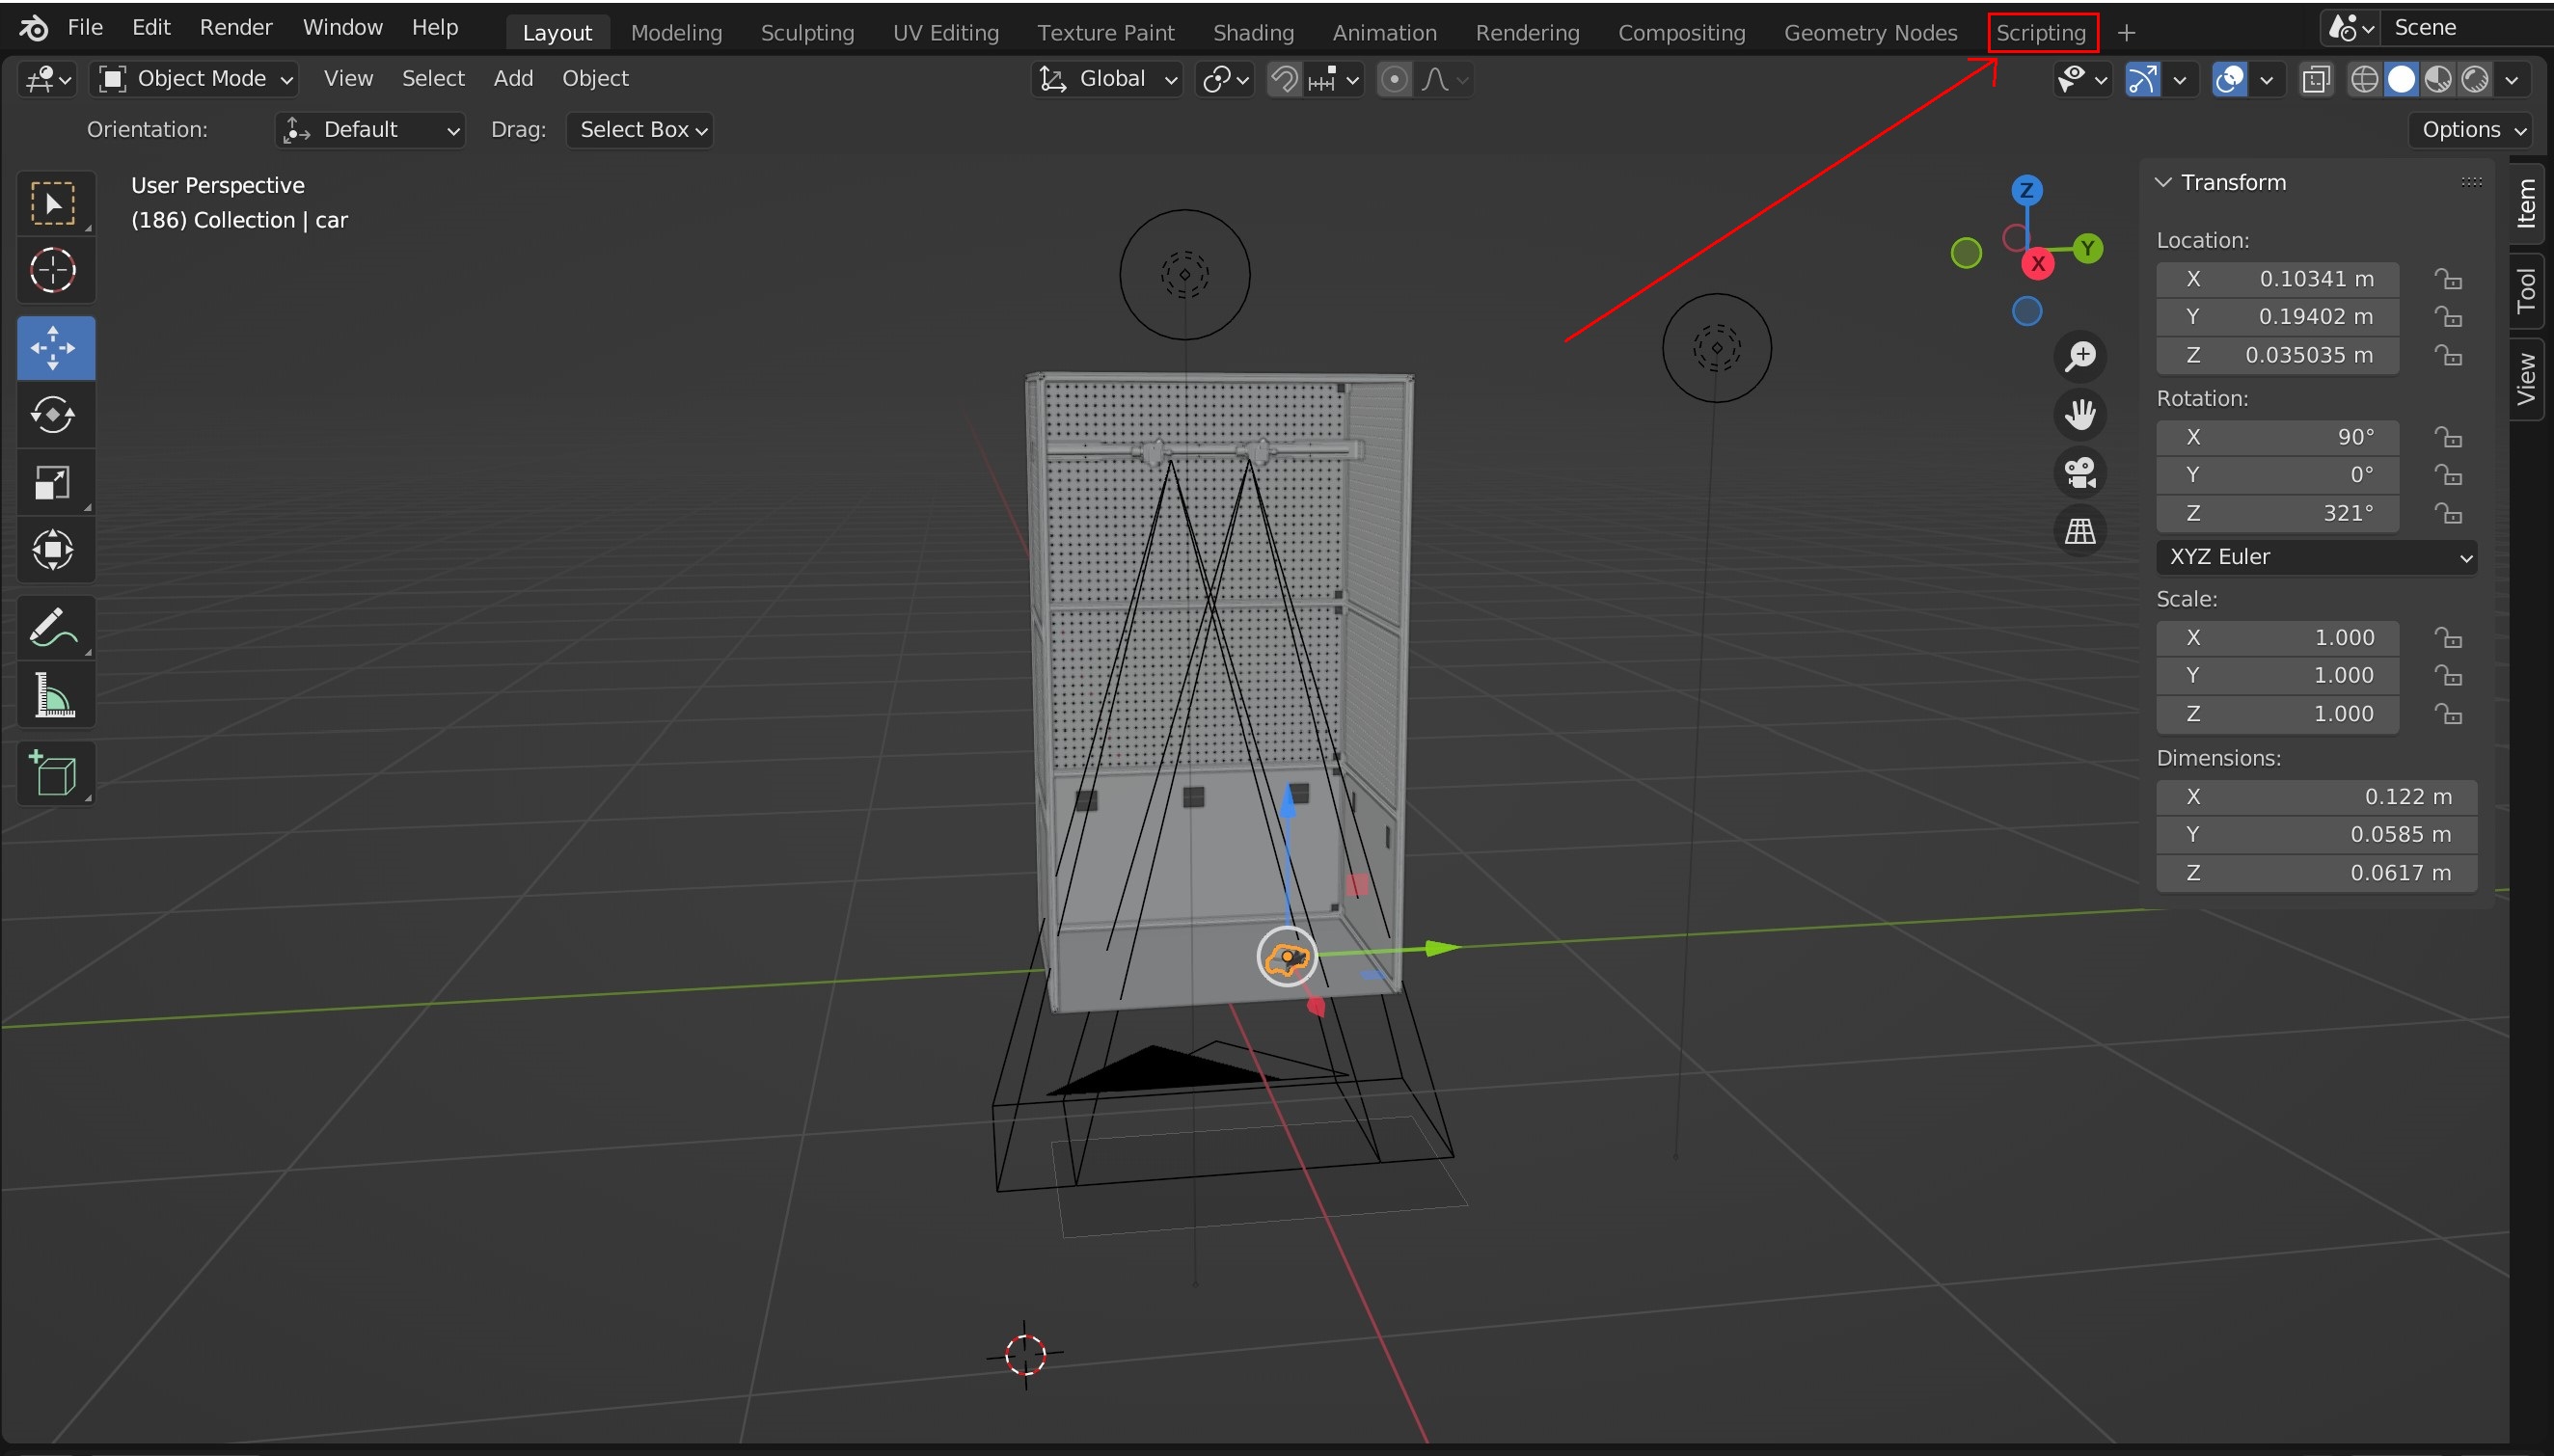 File Edit Render Window Help Layout Modeling Sculpting UV Editing Texture Paint Shading Animation Rendering Compositing Geometry Nodes Scripting + Scene
Object Mode View Select Add Object Global
Orientation: Default Drag: Select Box Options
User Perspective
(186) Collection | car
Z
Y
X
Transform
Location:
X 0.10341 m
Y 0.19402 m
Z 0.035035 m
Rotation:
X 90°
Y 0°
Z 321°
XYZ Euler
Scale:
X 1.000
Y 1.000
Z 1.000
Dimensions:
X 0.122 m
Y 0.0585 m
Z 0.0617 m
Item
Tool
View